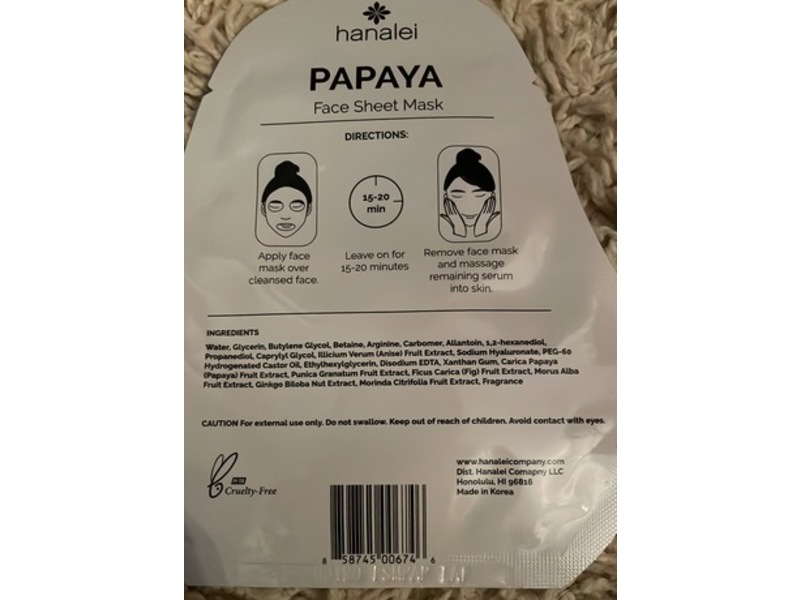 hanalei
PAPAYA
Face Sheet Mask
DIRECTIONS:
15-20
min
Apply face
mask over
cleansed face.
Leave on for
15-20 minutes
Remove face mask
and massage
remaining serum
into skin.
INGREDIENTS
Water, Glycerin, Butylene Glycol, Betaine, Arginine, Carbomer, Allantoin, 1,2-hexanediol,
Propanediol, Caprylyl Glycol, Illicium Verum (Anise) Fruit Extract, Sodium Hyaluronate, PEG-60
Hydrogenated Castor Oil, Ethylhexylglycerin, Disodium EDTA, Xanthan Gum, Carica Papaya
(Papaya) Fruit Extract, Punica Granatum Fruit Extract, Ficus Carica (Fig) Fruit Extract, Morus Alba
Fruit Extract, Ginkgo Biloba Nut Extract, Morinda Citrifolia Fruit Extract, Fragrance
CAUTION For external use only. Do not swallow. Keep out of reach of children. Avoid contact with eyes.
PETA
Cruelty-Free
www.hanaleicompany.com
Dist. Hanalei Comapny LLC
Honolulu, HI 96816
Made in Korea
8 58745 00674 6